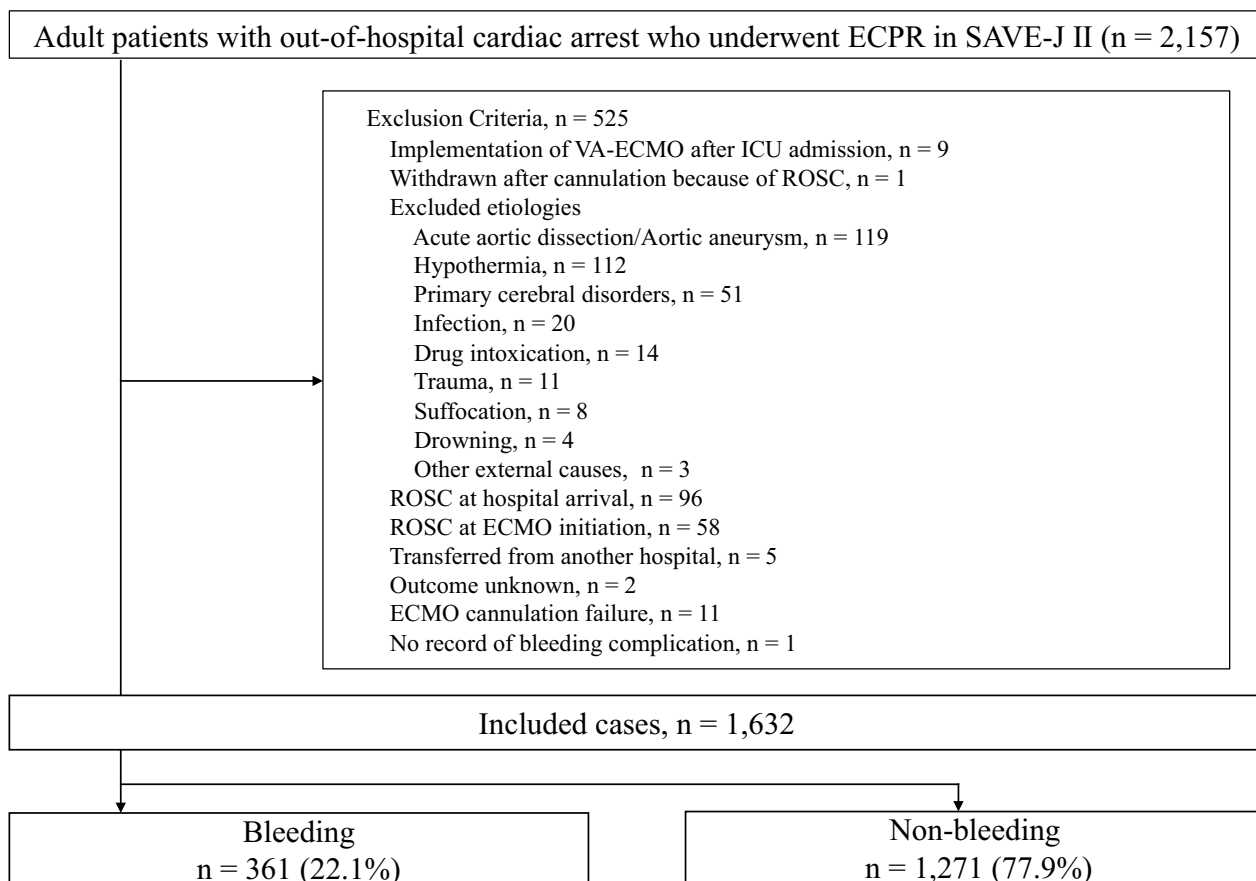 Adult patients with out-of-hospital cardiac arrest who underwent ECPR in SAVE-J II (n = 2,157)
Exclusion Criteria, n = 525
Implementation of VA-ECMO after ICU admission, n = 9
Withdrawn after cannulation because of ROSC, n = 1
Excluded etiologies
Acute aortic dissection/Aortic aneurysm, n = 119
Hypothermia, n = 112
Primary cerebral disorders, n = 51
Infection, n = 20
Drug intoxication, n = 14
Trauma, n = 11
Suffocation, n = 8
Drowning, n = 4
Other external causes,  n = 3
ROSC at hospital arrival, n = 96
ROSC at ECMO initiation, n = 58
Transferred from another hospital, n = 5
Outcome unknown, n = 2
ECMO cannulation failure, n = 11
No record of bleeding complication, n = 1
Included cases, n = 1,632
Bleeding
n = 361 (22.1%)
Non-bleeding
n = 1,271 (77.9%)